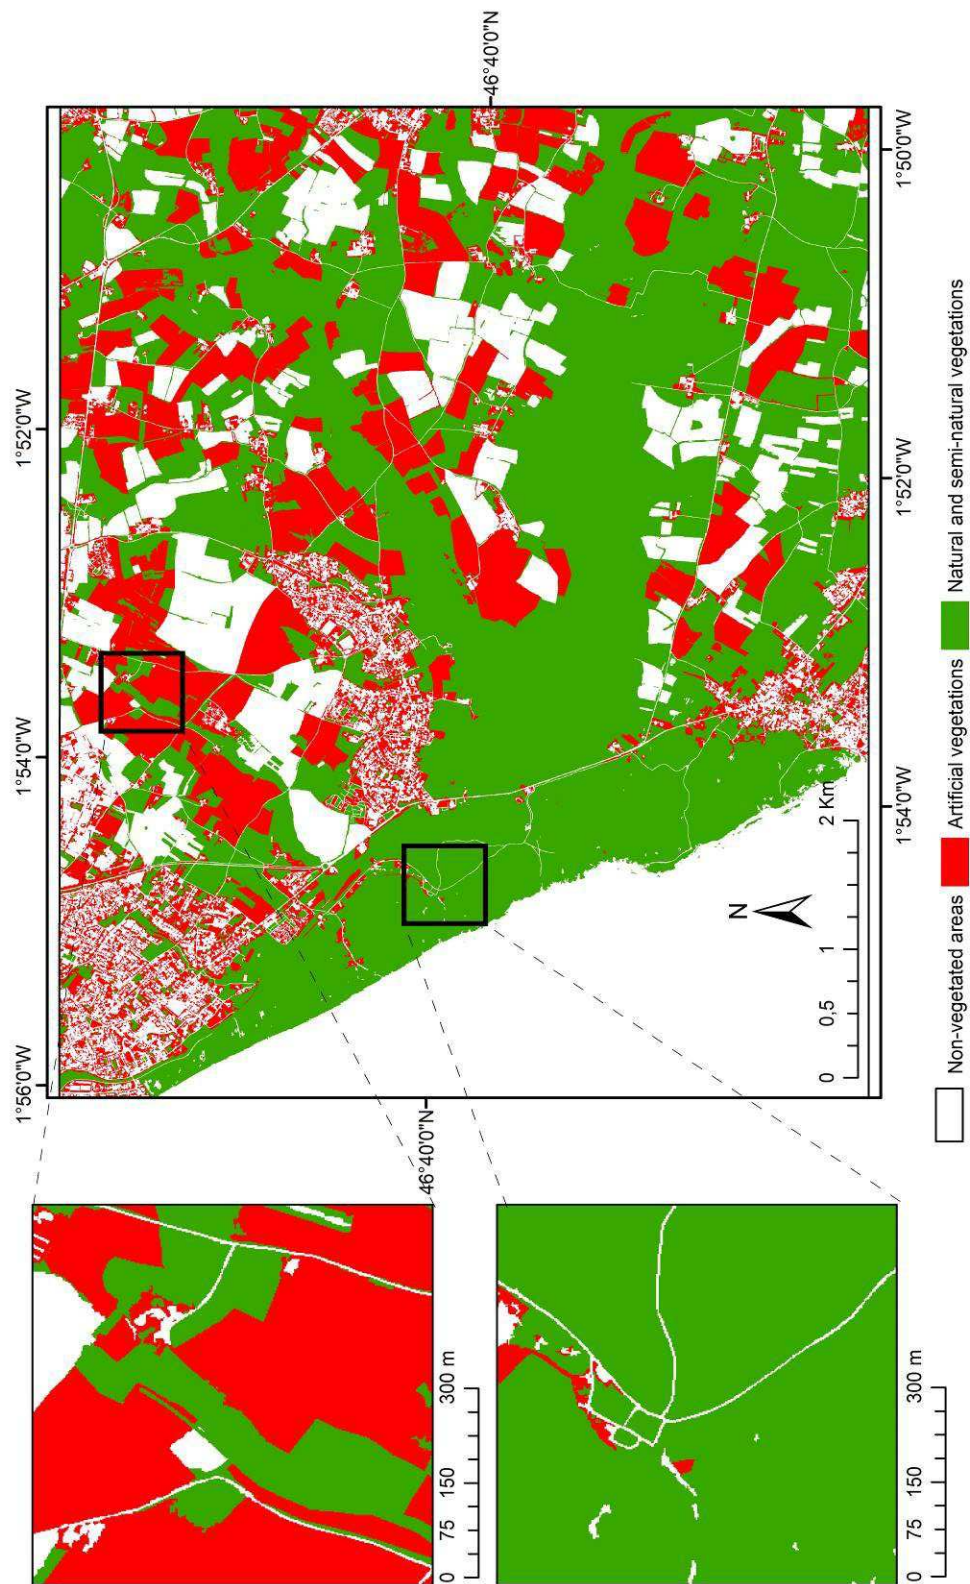 1°56'0"W
1°54'0"W
1°52'0"W
46°40'0"N
46°40'0"N
N
0 0,5 1 2 Km
1°54'0"W
1°52'0"W
1°50'0"W
0 75 150 300 m
0 75 150 300 m
Non-vegetated areas
Artificial vegetations
Natural and semi-natural vegetations